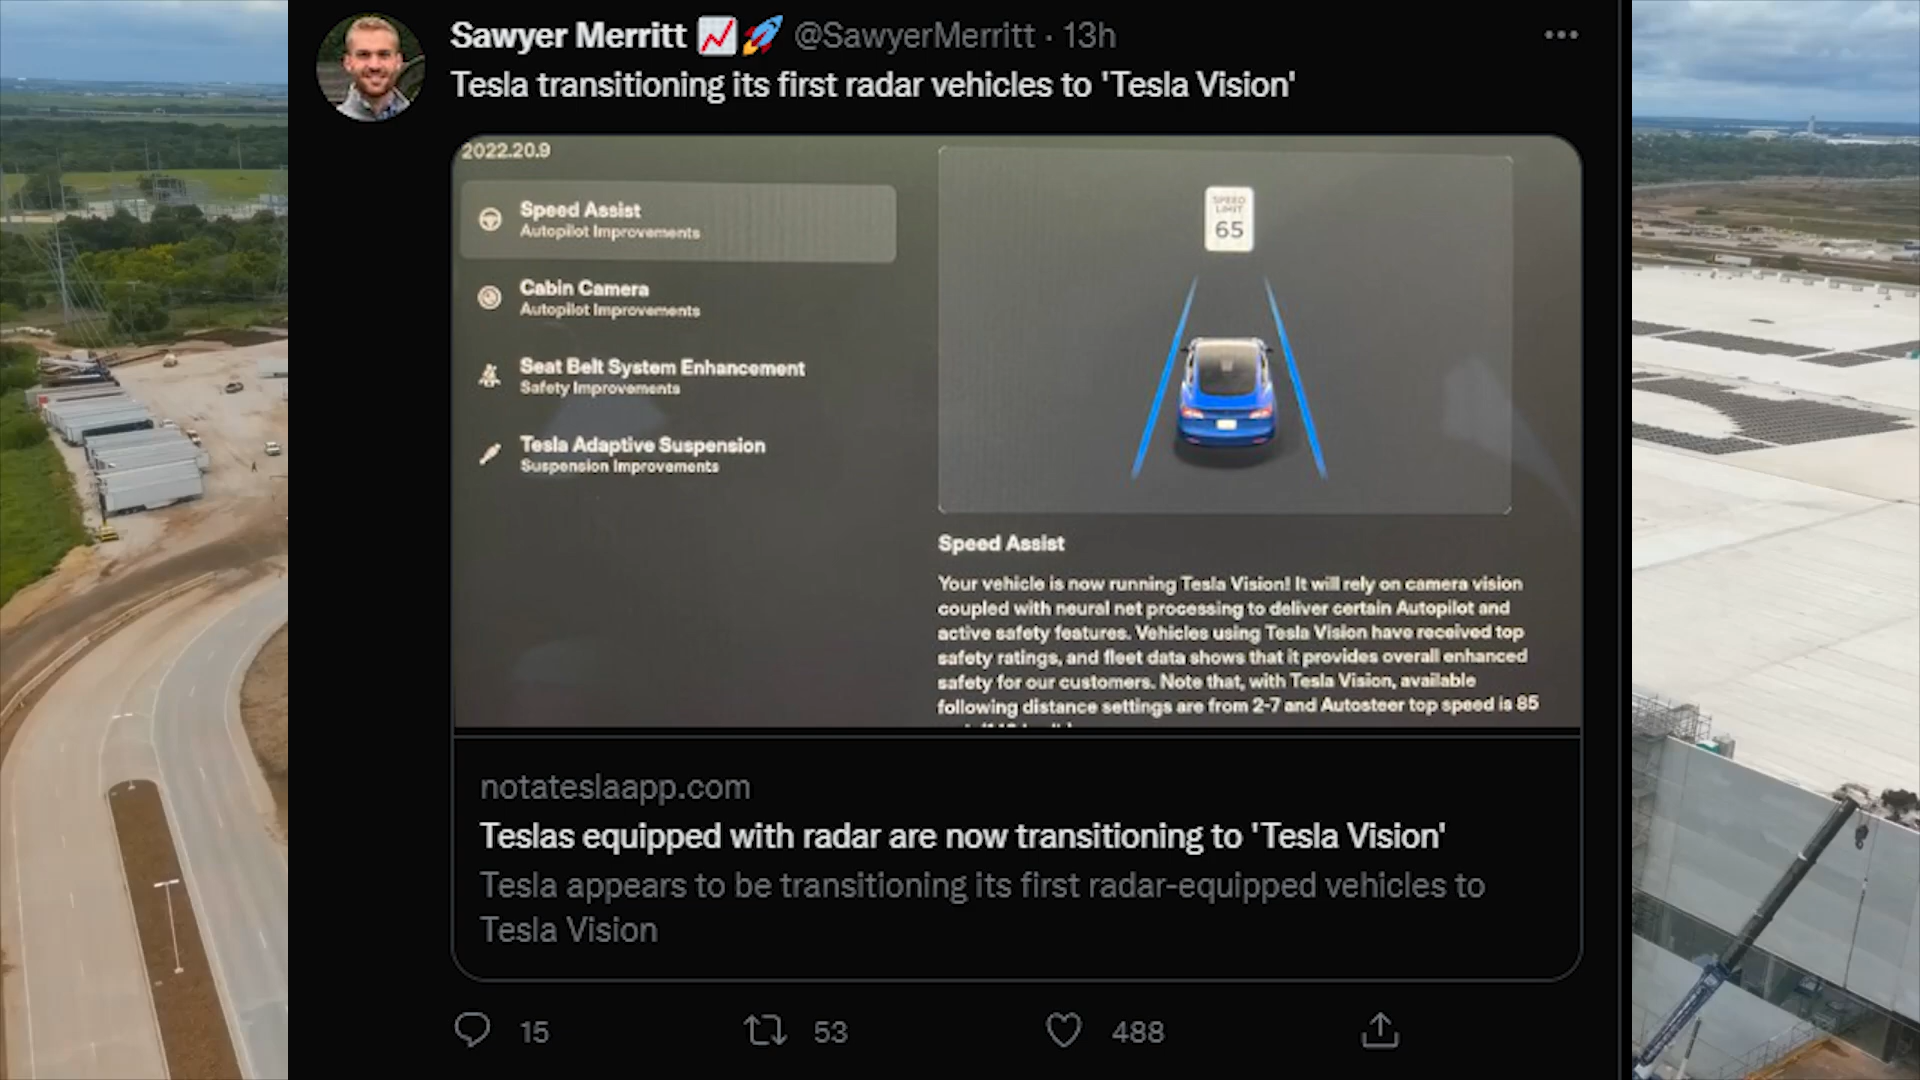 Sawyer Merritt 📈🚀 @SawyerMerritt · 13h
Tesla transitioning its first radar vehicles to 'Tesla Vision'
2022.20.9
Speed Assist
Autopilot Improvements
Cabin Camera
Autopilot Improvements
Seat Belt System Enhancement
Safety Improvements
Tesla Adaptive Suspension
Suspension Improvements
SPEED
LIMIT
65
Speed Assist
Your vehicle is now running Tesla Vision! It will rely on camera vision
coupled with neural net processing to deliver certain Autopilot and
active safety features. Vehicles using Tesla Vision have received top
safety ratings, and fleet data shows that it provides overall enhanced
safety for our customers. Note that, with Tesla Vision, available
following distance settings are from 2-7 and Autosteer top speed is 85
notateslaapp.com
Teslas equipped with radar are now transitioning to 'Tesla Vision'
Tesla appears to be transitioning its first radar-equipped vehicles to
Tesla Vision
15
53
488